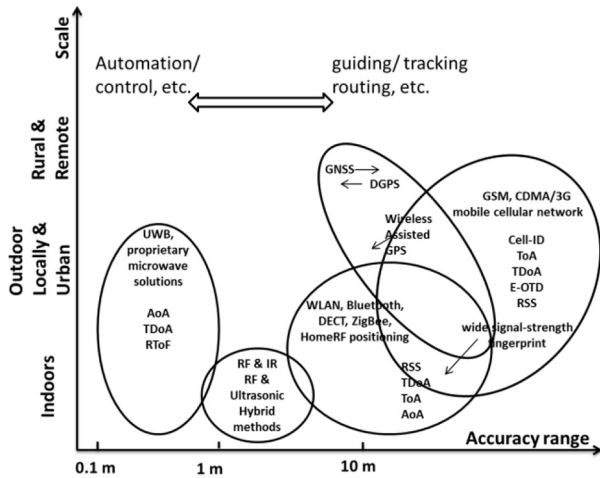 Scale
Automation/
control, etc.
guiding/ tracking
routing, etc.
Rural &
Remote
Outdoor
Locally &
Urban
Indoors
GNSS
DGPS
Wireless
Assisted
GPS
GSM, CDMA/3G
mobile cellular network
Cell-ID
ToA
TDoA
E-OTD
RSS
wide signal-strength
fingerprint
UWB,
proprietary
microwave
solutions
AoA
TDoA
RToF
WLAN, Bluetooth,
DECT, ZigBee,
HomeRF positioning
RSS
TDoA
ToA
AoA
RF & IR
RF &
Ultrasonic
Hybrid
methods
Accuracy range
0.1 m
1 m
10 m